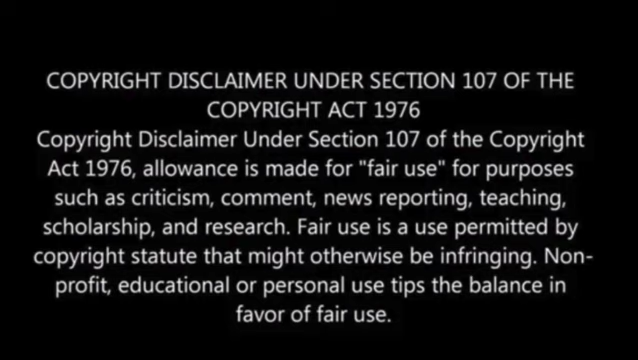 COPYRIGHT DISCLAIMER UNDER SECTION 107 OF THE
COPYRIGHT ACT 1976
Copyright Disclaimer Under Section 107 of the Copyright
Act 1976, allowance is made for "fair use" for purposes
such as criticism, comment, news reporting, teaching,
scholarship, and research. Fair use is a use permitted by
copyright statute that might otherwise be infringing. Non-
profit, educational or personal use tips the balance in
favor of fair use.